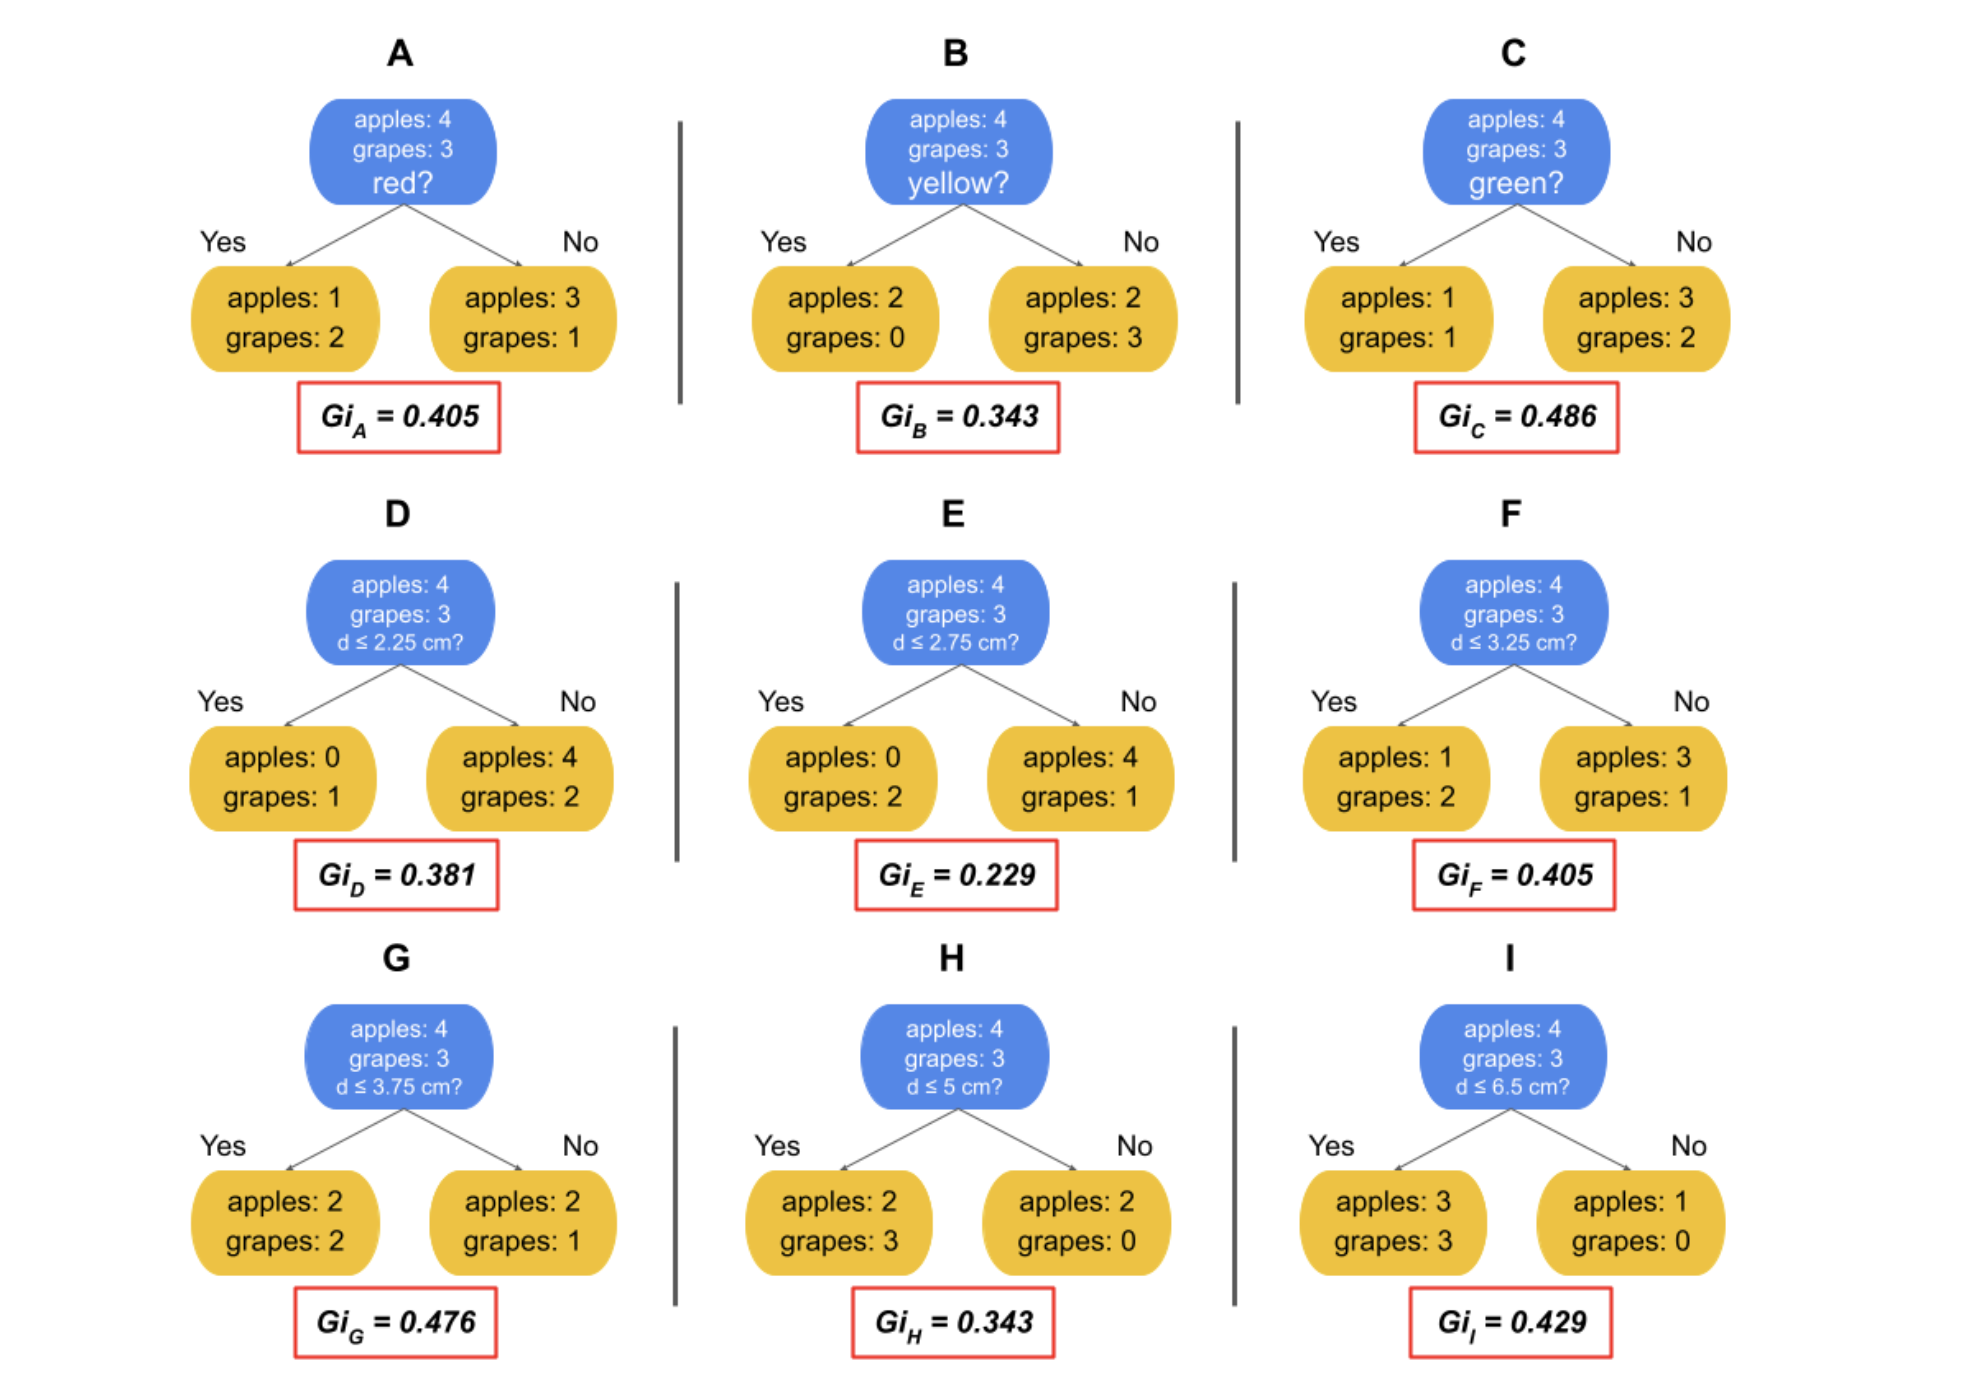 A
apples: 4
grapes: 3
red?
Yes
No
apples: 1
grapes: 2
apples: 3
grapes: 1
Gi_A = 0.405
B
apples: 4
grapes: 3
yellow?
Yes
No
apples: 2
grapes: 0
apples: 2
grapes: 3
Gi_B = 0.343
C
apples: 4
grapes: 3
green?
Yes
No
apples: 1
grapes: 1
apples: 3
grapes: 2
Gi_C = 0.486
D
apples: 4
grapes: 3
d ≤ 2.25 cm?
Yes
No
apples: 0
grapes: 1
apples: 4
grapes: 2
Gi_D = 0.381
E
apples: 4
grapes: 3
d ≤ 2.75 cm?
Yes
No
apples: 0
grapes: 2
apples: 4
grapes: 1
Gi_E = 0.229
F
apples: 4
grapes: 3
d ≤ 3.25 cm?
Yes
No
apples: 1
grapes: 2
apples: 3
grapes: 1
Gi_F = 0.405
G
apples: 4
grapes: 3
d ≤ 3.75 cm?
Yes
No
apples: 2
grapes: 2
apples: 2
grapes: 1
Gi_G = 0.476
H
apples: 4
grapes: 3
d ≤ 5 cm?
Yes
No
apples: 2
grapes: 3
apples: 2
grapes: 0
Gi_H = 0.343
I
apples: 4
grapes: 3
d ≤ 6.5 cm?
Yes
No
apples: 3
grapes: 3
apples: 1
grapes: 0
Gi_I = 0.429